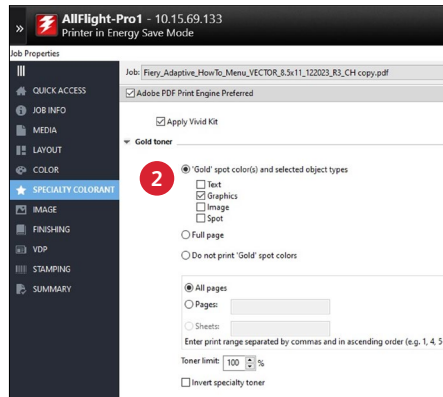 AllFlight-Pro1 - 10.15.69.133
Printer in Energy Save Mode
Job Properties
Job: Fiery_Adaptive_HowTo_Menu_VECTOR_8.5x11_122023_R3_CH copy.pdf
QUICK ACCESS
JOB INFO
MEDIA
LAYOUT
COLOR
SPECIALTY COLORANT
IMAGE
FINISHING
VDP
STAMPING
SUMMARY
Adobe PDF Print Engine Preferred
Apply Vivid Kit
Gold toner
2
'Gold' spot color(s) and selected object types
Text
Graphics
Image
Spot
Full page
Do not print 'Gold' spot colors
All pages
Pages:
Sheets:
Enter print range separated by commas and in ascending order (e.g. 1, 4, 5
Toner limit: 100 %
Invert specialty toner